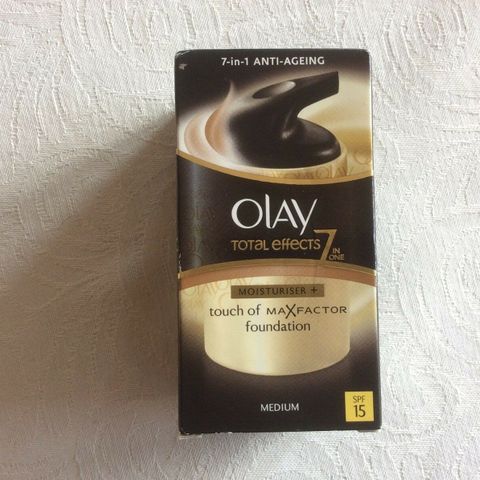 7-in-1 ANTI-AGEING
OLAY
TOTAL effects 7 IN ONE
MOISTURISER +
touch of MAXFACTOR
foundation
MEDIUM
SPF
15